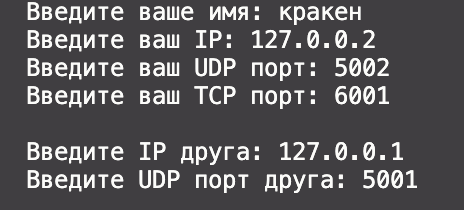 Введите ваше имя: кракен
Введите ваш IP: 127.0.0.2
Введите ваш UDP порт: 5002
Введите ваш TCP порт: 6001
Введите IP друга: 127.0.0.1
Введите UDP порт друга: 5001